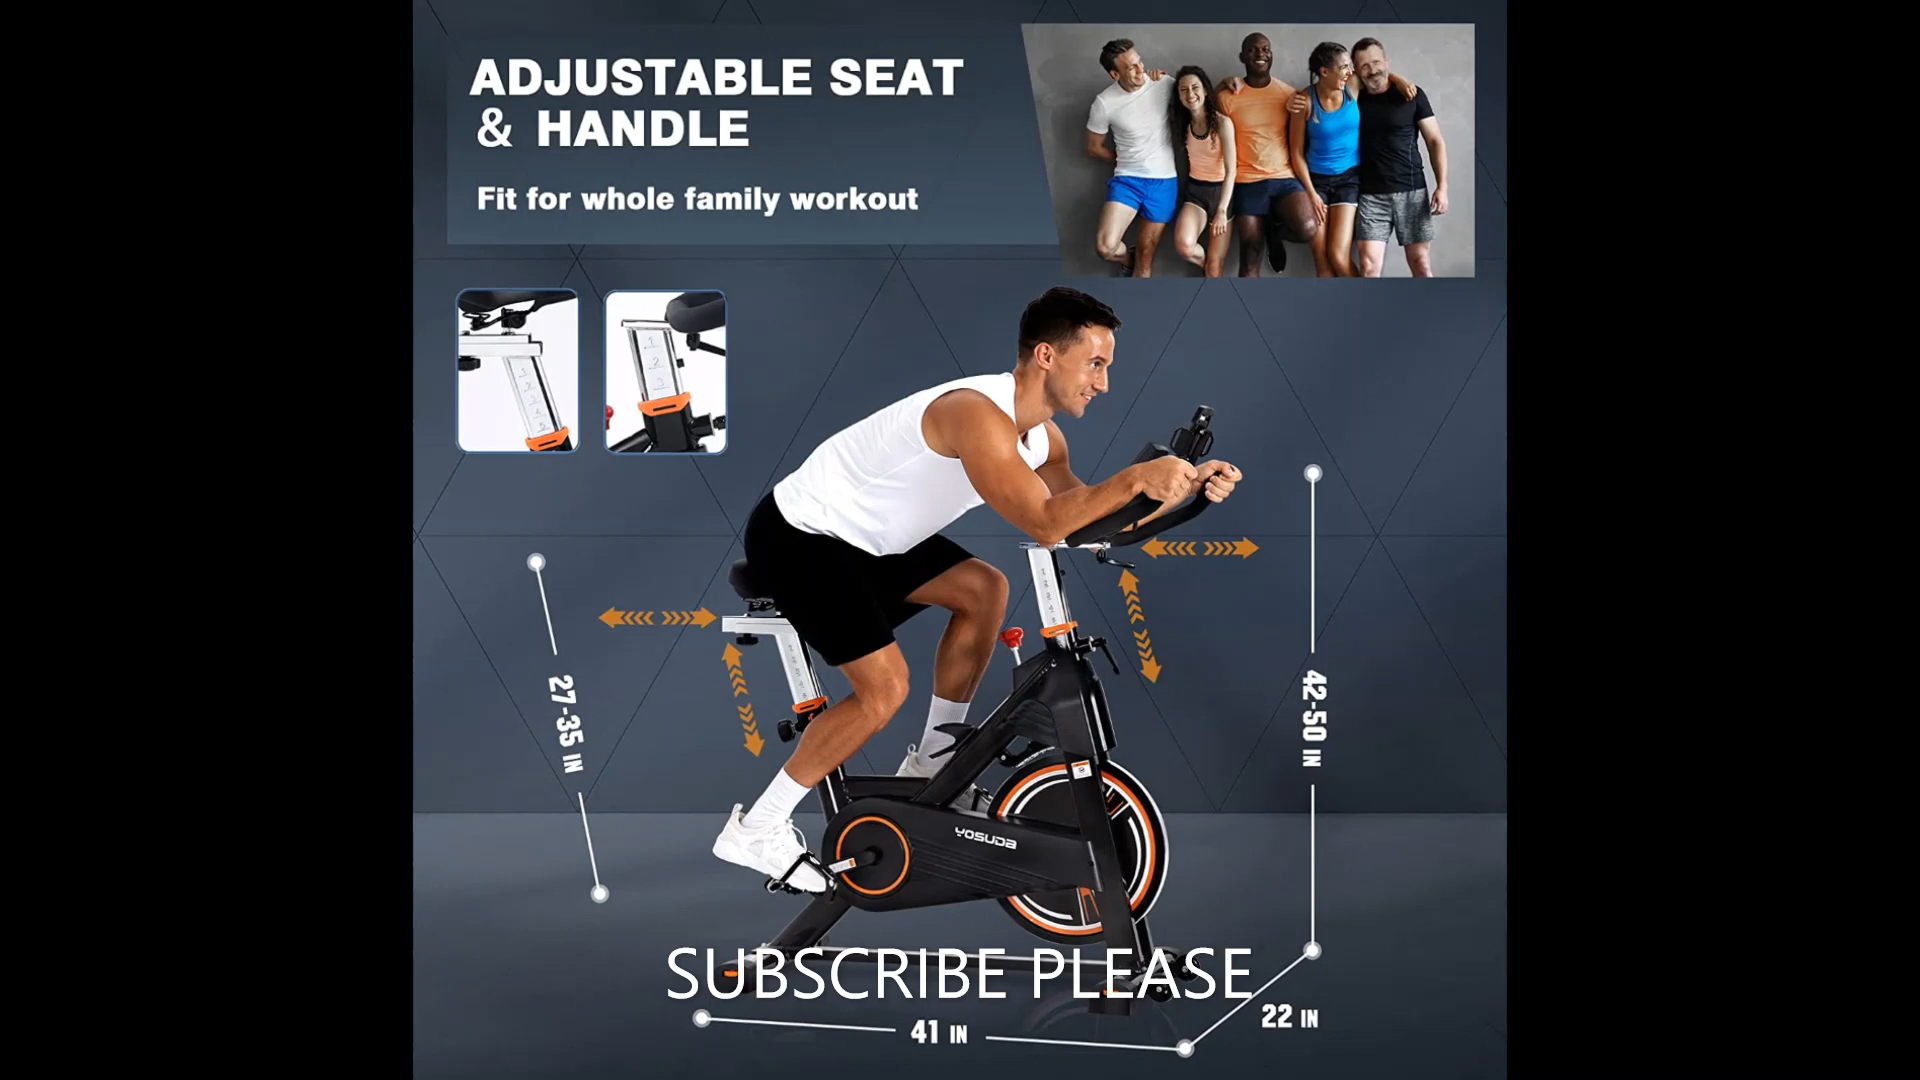 ADJUSTABLE SEAT
& HANDLE
Fit for whole family workout
27-35 IN
42-50 IN
YOSUDA
SUBSCRIBE PLEASE
22 IN
41 IN